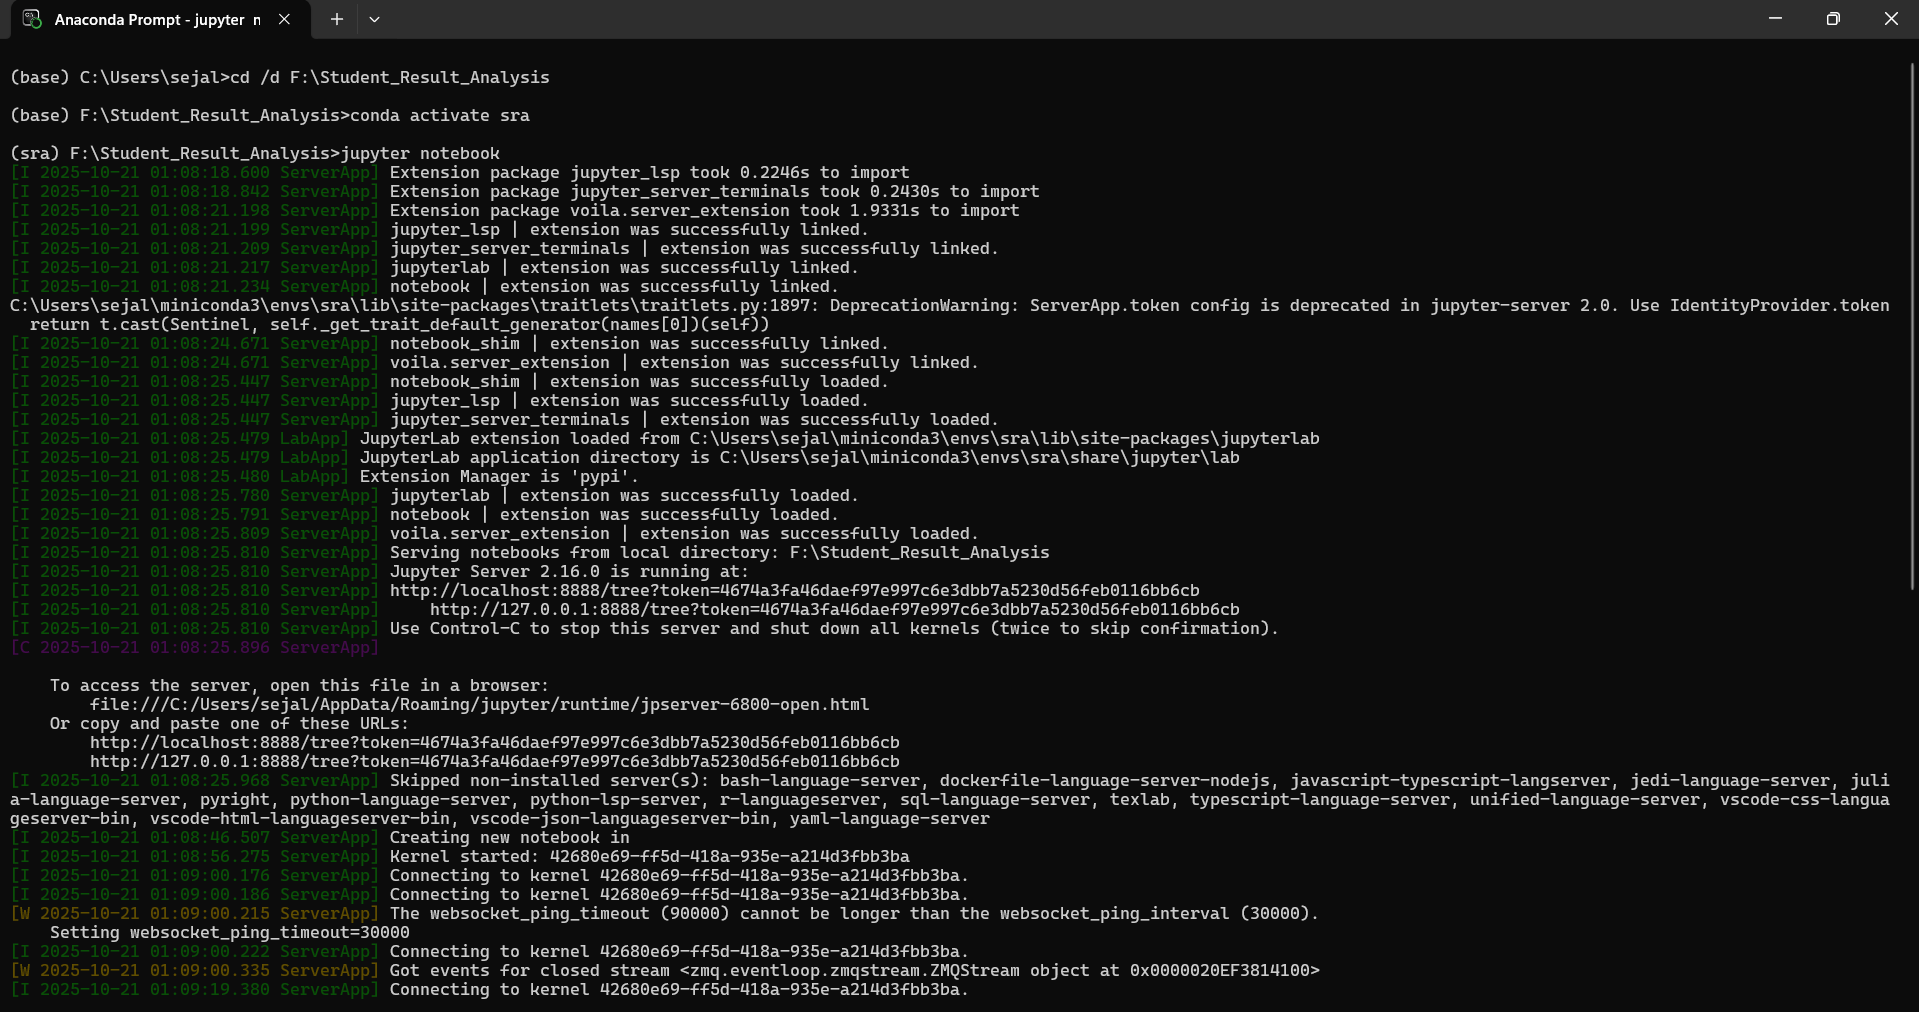 Anaconda Prompt - jupyter n
(base) C:\Users\sejal>cd /d F:\Student_Result_Analysis
(base) F:\Student_Result_Analysis>conda activate sra
(sra) F:\Student_Result_Analysis>jupyter notebook
[I 2025-10-21 01:08:18.600 ServerApp] Extension package jupyter_lsp took 0.2246s to import
[I 2025-10-21 01:08:18.842 ServerApp] Extension package jupyter_server_terminals took 0.2430s to import
[I 2025-10-21 01:08:21.198 ServerApp] Extension package voila.server_extension took 1.9331s to import
[I 2025-10-21 01:08:21.199 ServerApp] jupyter_lsp | extension was successfully linked.
[I 2025-10-21 01:08:21.209 ServerApp] jupyter_server_terminals | extension was successfully linked.
[I 2025-10-21 01:08:21.217 ServerApp] jupyterlab | extension was successfully linked.
[I 2025-10-21 01:08:21.234 ServerApp] notebook | extension was successfully linked.
C:\Users\sejal\miniconda3\envs\sra\lib\site-packages\traitlets\traitlets.py:1897: DeprecationWarning: ServerApp.token config is deprecated in jupyter-server 2.0. Use IdentityProvider.token
  return t.cast(Sentinel, self._get_trait_default_generator(names[0])(self))
[I 2025-10-21 01:08:24.671 ServerApp] notebook_shim | extension was successfully linked.
[I 2025-10-21 01:08:24.671 ServerApp] voila.server_extension | extension was successfully linked.
[I 2025-10-21 01:08:25.447 ServerApp] notebook_shim | extension was successfully loaded.
[I 2025-10-21 01:08:25.447 ServerApp] jupyter_lsp | extension was successfully loaded.
[I 2025-10-21 01:08:25.447 ServerApp] jupyter_server_terminals | extension was successfully loaded.
[I 2025-10-21 01:08:25.479 LabApp] JupyterLab extension loaded from C:\Users\sejal\miniconda3\envs\sra\lib\site-packages\jupyterlab
[I 2025-10-21 01:08:25.479 LabApp] JupyterLab application directory is C:\Users\sejal\miniconda3\envs\sra\share\jupyter\lab
[I 2025-10-21 01:08:25.480 LabApp] Extension Manager is 'pypi'.
[I 2025-10-21 01:08:25.780 ServerApp] jupyterlab | extension was successfully loaded.
[I 2025-10-21 01:08:25.791 ServerApp] notebook | extension was successfully loaded.
[I 2025-10-21 01:08:25.809 ServerApp] voila.server_extension | extension was successfully loaded.
[I 2025-10-21 01:08:25.810 ServerApp] Serving notebooks from local directory: F:\Student_Result_Analysis
[I 2025-10-21 01:08:25.810 ServerApp] Jupyter Server 2.16.0 is running at:
[I 2025-10-21 01:08:25.810 ServerApp] http://localhost:8888/tree?token=4674a3fa46daef97e997c6e3dbb7a5230d56feb0116bb6cb
[I 2025-10-21 01:08:25.810 ServerApp]     http://127.0.0.1:8888/tree?token=4674a3fa46daef97e997c6e3dbb7a5230d56feb0116bb6cb
[I 2025-10-21 01:08:25.810 ServerApp] Use Control-C to stop this server and shut down all kernels (twice to skip confirmation).
[C 2025-10-21 01:08:25.896 ServerApp]
    To access the server, open this file in a browser:
        file:///C:/Users/sejal/AppData/Roaming/jupyter/runtime/jpserver-6800-open.html
    Or copy and paste one of these URLs:
        http://localhost:8888/tree?token=4674a3fa46daef97e997c6e3dbb7a5230d56feb0116bb6cb
        http://127.0.0.1:8888/tree?token=4674a3fa46daef97e997c6e3dbb7a5230d56feb0116bb6cb
[I 2025-10-21 01:08:25.968 ServerApp] Skipped non-installed server(s): bash-language-server, dockerfile-language-server-nodejs, javascript-typescript-langserver, jedi-language-server, juli
a-language-server, pyright, python-language-server, python-lsp-server, r-languageserver, sql-language-server, texlab, typescript-language-server, unified-language-server, vscode-css-langua
geserver-bin, vscode-html-languageserver-bin, vscode-json-languageserver-bin, yaml-language-server
[I 2025-10-21 01:08:46.507 ServerApp] Creating new notebook in
[I 2025-10-21 01:08:56.275 ServerApp] Kernel started: 42680e69-ff5d-418a-935e-a214d3fbb3ba
[I 2025-10-21 01:09:00.176 ServerApp] Connecting to kernel 42680e69-ff5d-418a-935e-a214d3fbb3ba.
[I 2025-10-21 01:09:00.186 ServerApp] Connecting to kernel 42680e69-ff5d-418a-935e-a214d3fbb3ba.
[W 2025-10-21 01:09:00.215 ServerApp] The websocket_ping_timeout (90000) cannot be longer than the websocket_ping_interval (30000).
    Setting websocket_ping_timeout=30000
[I 2025-10-21 01:09:00.222 ServerApp] Connecting to kernel 42680e69-ff5d-418a-935e-a214d3fbb3ba.
[W 2025-10-21 01:09:00.335 ServerApp] Got events for closed stream <zmq.eventloop.zmqstream.ZMQStream object at 0x0000020EF3814100>
[I 2025-10-21 01:09:19.380 ServerApp] Connecting to kernel 42680e69-ff5d-418a-935e-a214d3fbb3ba.